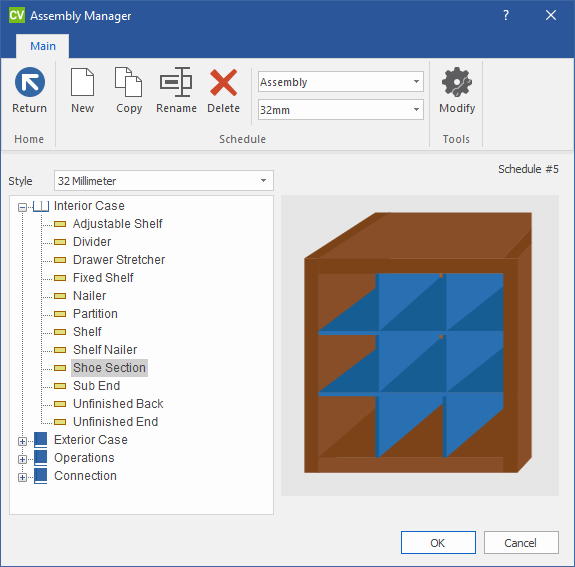 CV Assembly Manager ?
Main
Return New Copy Rename Delete Assembly 32mm Modify
Home Schedule Tools
Schedule #5
Style 32 Millimeter
Interior Case
Adjustable Shelf
Divider
Drawer Stretcher
Fixed Shelf
Nailer
Partition
Shelf
Shelf Nailer
Shoe Section
Sub End
Unfinished Back
Unfinished End
Exterior Case
Operations
Connection
OK Cancel